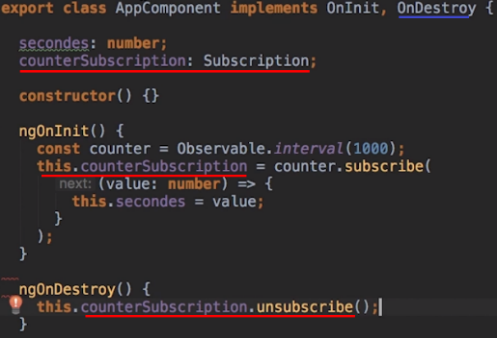 export class AppComponent implements OnInit, OnDestroy {
secondes: number;
counterSubscription: Subscription;
constructor() {}
ngOnInit() {
const counter = Observable.interval(1000);
this.counterSubscription = counter.subscribe(
next: (value: number) => {
this.secondes = value;
}
);
}
ngOnDestroy() {
this.counterSubscription.unsubscribe();
}